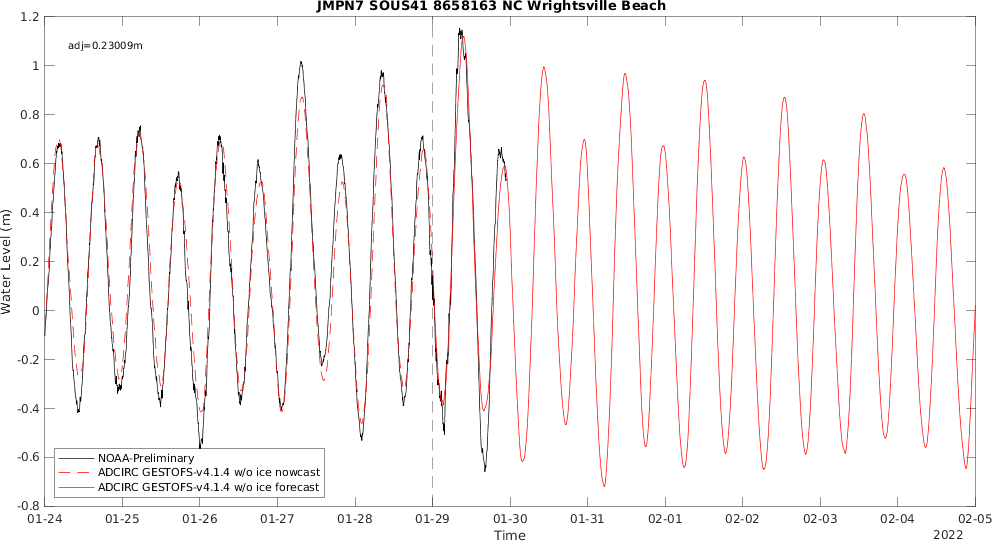 JMPN7 SOUS41 8658163 NC Wrightsville Beach
adj=0.23009m
1.2
1
0.8
0.6
0.4
0.2
0
-0.2
-0.4
-0.6
-0.8
Water Level (m)
NOAA-Preliminary
ADCIRC GESTOFS-v4.1.4 w/o ice nowcast
ADCIRC GESTOFS-v4.1.4 w/o ice forecast
01-24 01-25 01-26 01-27 01-28 01-29 01-30 01-31 02-01 02-02 02-03 02-04 02-05
Time
2022